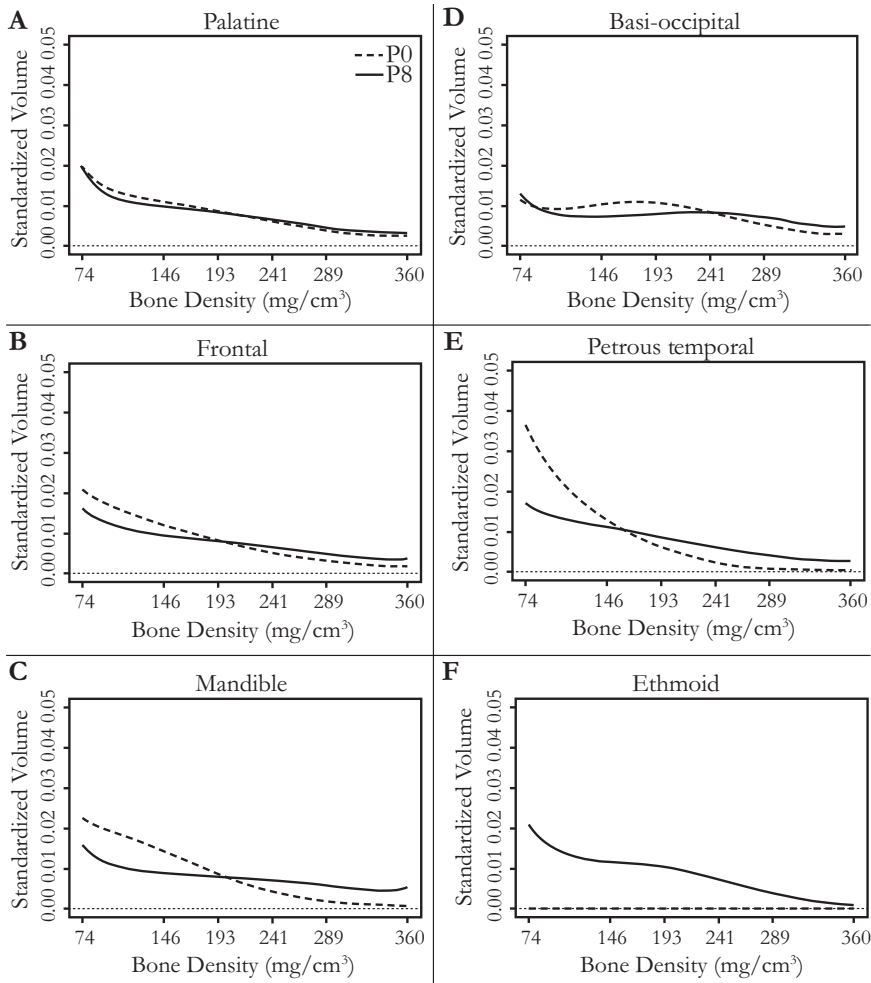 A
Palatine
Standardized Volume
0.00 0.01 0.02 0.03 0.04 0.05
P0
P8
74 146 193 241 289 360
Bone Density (mg/cm³)
B
Frontal
Standardized Volume
0.00 0.01 0.02 0.03 0.04 0.05
74 146 193 241 289 360
Bone Density (mg/cm³)
C
Mandible
Standardized Volume
0.00 0.01 0.02 0.03 0.04 0.05
74 146 193 241 289 360
Bone Density (mg/cm³)
D
Basi-occipital
Standardized Volume
0.00 0.01 0.02 0.03 0.04 0.05
74 146 193 241 289 360
Bone Density (mg/cm³)
E
Petrous temporal
Standardized Volume
0.00 0.01 0.02 0.03 0.04 0.05
74 146 193 241 289 360
Bone Density (mg/cm³)
F
Ethmoid
Standardized Volume
0.00 0.01 0.02 0.03 0.04 0.05
74 146 193 241 289 360
Bone Density (mg/cm³)